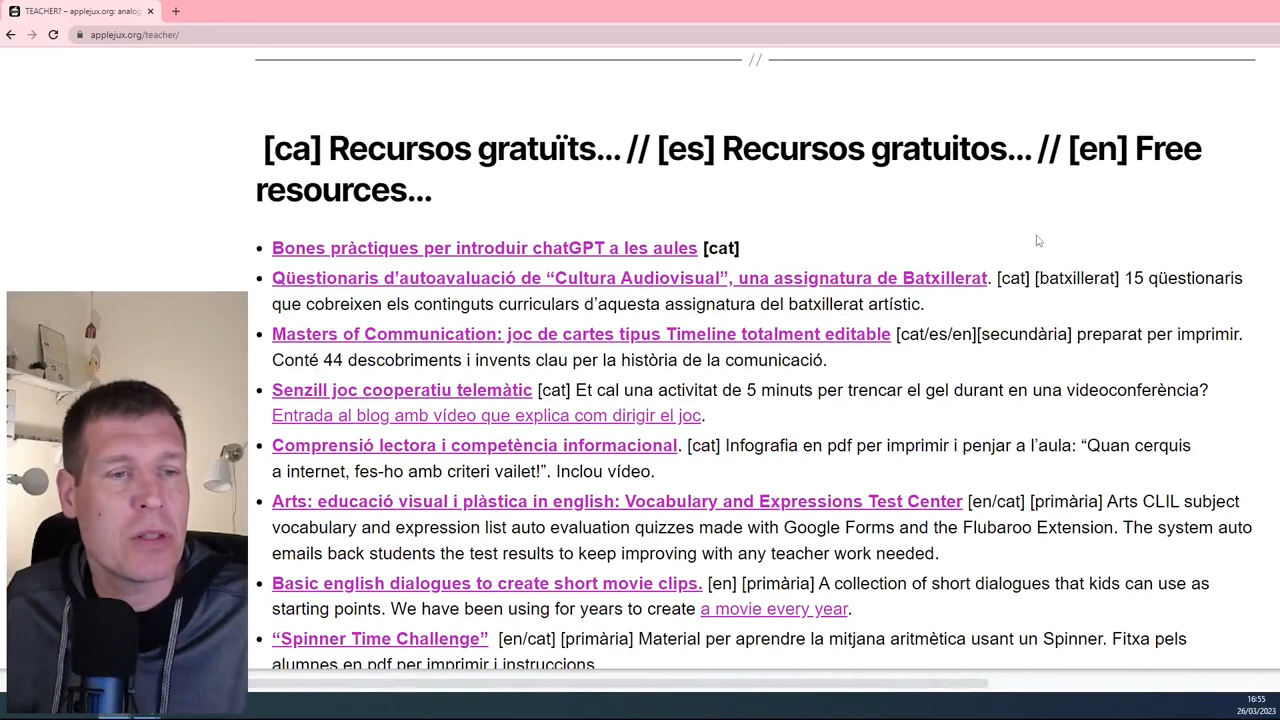 TEACHER? – applejux.org: analog
applejux.org/teacher/
//
[ca] Recursos gratuïts... // [es] Recursos gratuitos... // [en] Free
resources...
Bones pràctiques per introduir chatGPT a les aules [cat]
Qüestionaris d’autoavaluació de “Cultura Audiovisual”, una assignatura de Batxillerat. [cat] [batxillerat] 15 qüestionaris
que cobreixen els continguts curriculars d’aquesta assignatura del batxillerat artístic.
Masters of Communication: joc de cartes tipus Timeline totalment editable [cat/es/en][secundària] preparat per imprimir.
Conté 44 descobriments i invents clau per la història de la comunicació.
Senzill joc cooperatiu telemàtic [cat] Et cal una activitat de 5 minuts per trencar el gel durant en una videoconferència?
Entrada al blog amb vídeo que explica com dirigir el joc.
Comprensió lectora i competència informacional. [cat] Infografia en pdf per imprimir i penjar a l’aula: “Quan cerquis
a internet, fes-ho amb criteri vailet!”. Inclou vídeo.
Arts: educació visual i plàstica in english: Vocabulary and Expressions Test Center [en/cat] [primària] Arts CLIL subject
vocabulary and expression list auto evaluation quizzes made with Google Forms and the Flubaroo Extension. The system auto
emails back students the test results to keep improving with any teacher work needed.
Basic english dialogues to create short movie clips. [en] [primària] A collection of short dialogues that kids can use as
starting points. We have been using for years to create a movie every year.
“Spinner Time Challenge” [en/cat] [primària] Material per aprendre la mitjana aritmètica usant un Spinner. Fitxa pels
alumnes en pdf per imprimir i instruccions.
16:55
26/03/2023